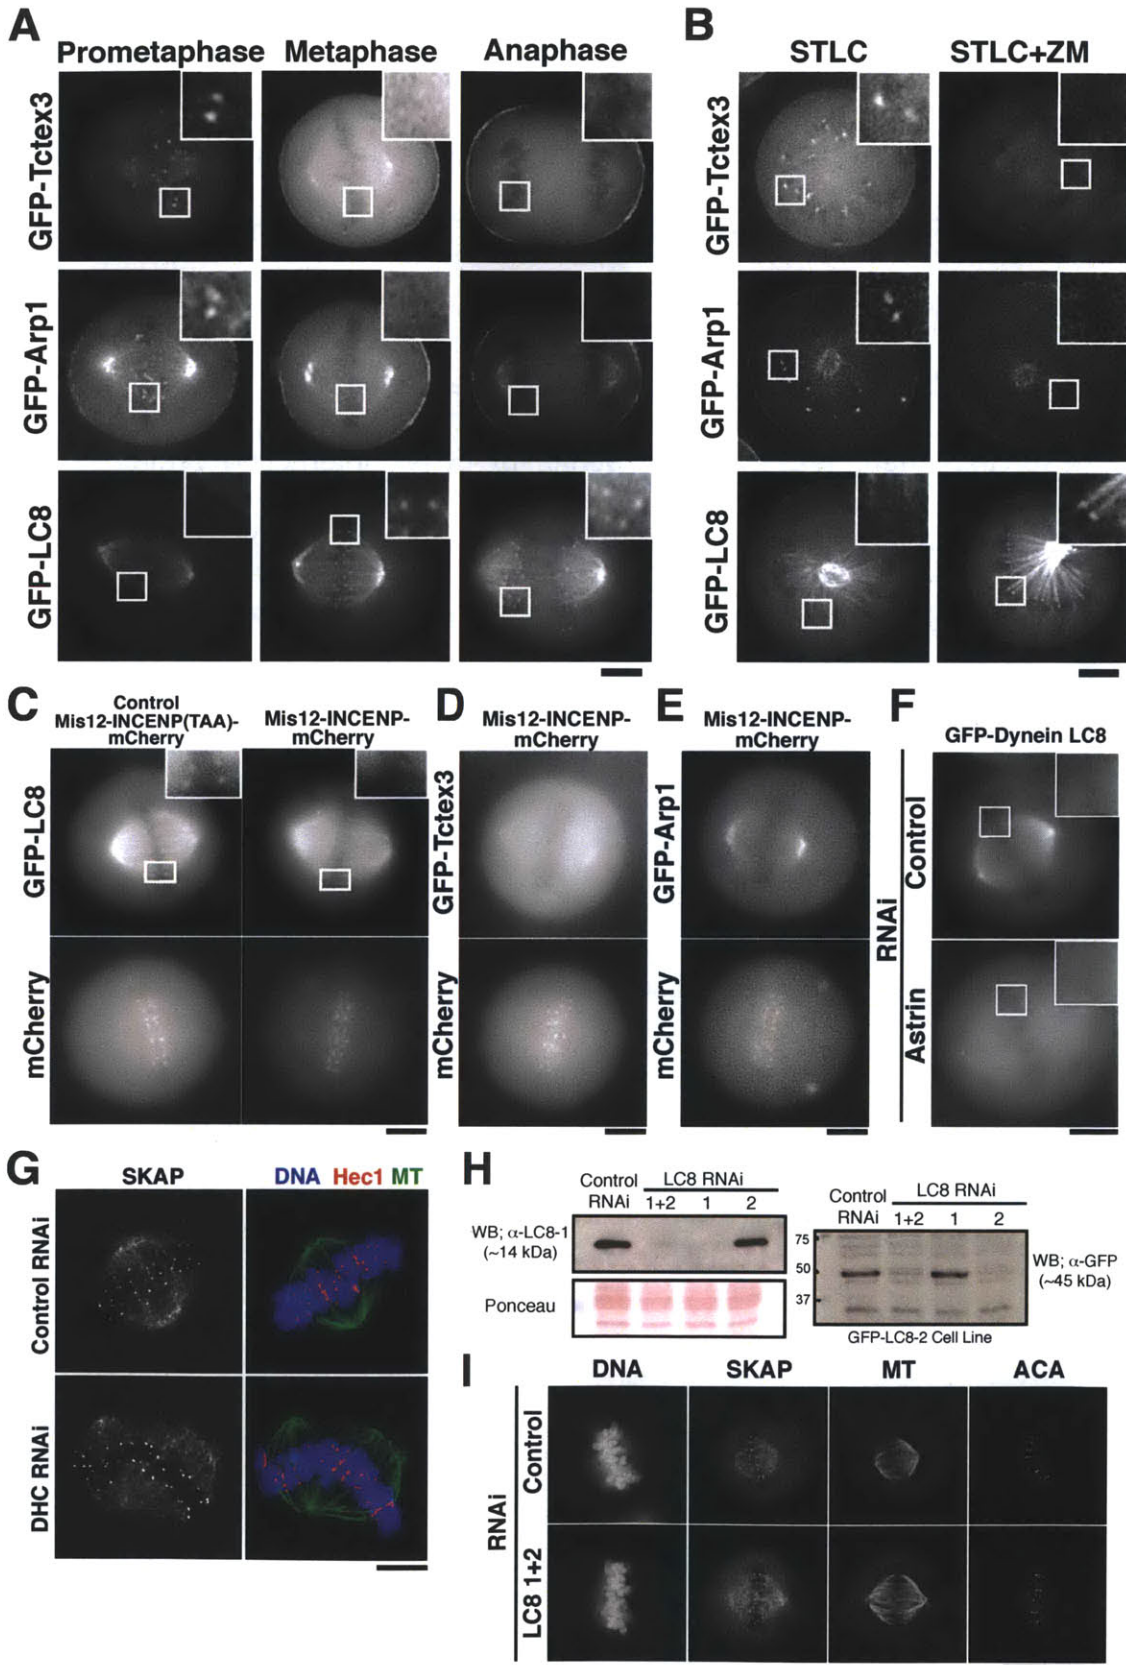 A
Prometaphase Metaphase Anaphase
GFP-Tctex3
GFP-Arp1
GFP-LC8
B
STLC STLC+ZM
GFP-Tctex3
GFP-Arp1
GFP-LC8
C
Control
Mis12-INCENP(TAA)-
mCherry
Mis12-INCENP-
mCherry
GFP-LC8
mCherry
D
Mis12-INCENP-
mCherry
GFP-Tctex3
mCherry
E
Mis12-INCENP-
mCherry
GFP-Arp1
mCherry
F
GFP-Dynein LC8
RNAi
Control
Astrin
G
SKAP DNA Hec1 MT
Control RNAi
DHC RNAi
H
Control
RNAi
LC8 RNAi
1+2 1 2
WB; α-LC8-1
(~14 kDa)
Ponceau
Control
RNAi
LC8 RNAi
1+2 1 2
75
50
37
WB; α-GFP
(~45 kDa)
GFP-LC8-2 Cell Line
I
DNA SKAP MT ACA
RNAi
Control
LC8 1+2